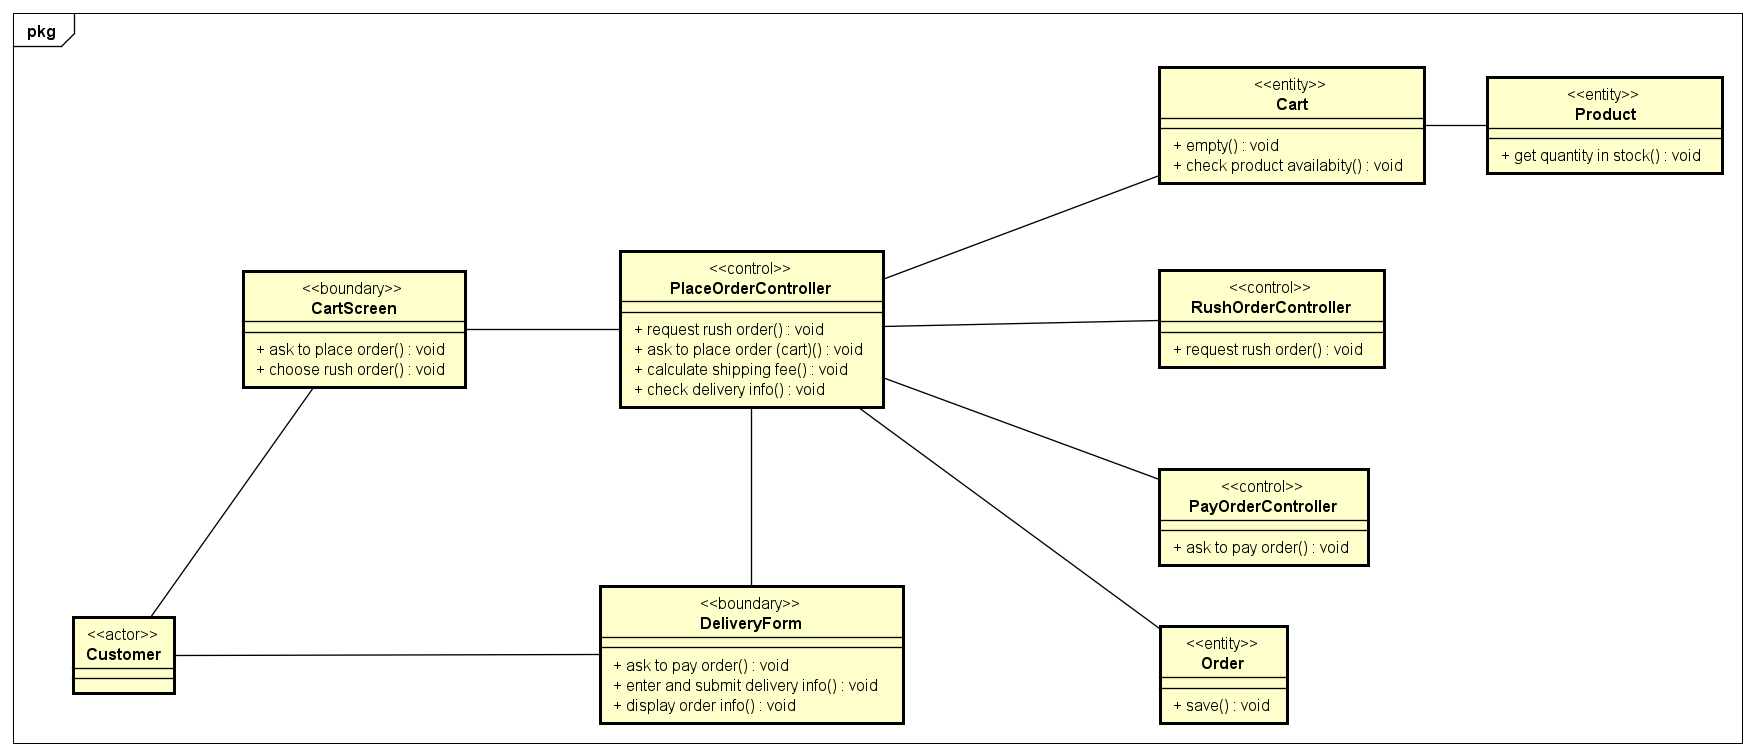 pkg
<<entity>>
Cart
+ empty() : void
+ check product availabity() : void
<<entity>>
Product
+ get quantity in stock() : void
<<boundary>>
CartScreen
+ ask to place order() : void
+ choose rush order() : void
<<control>>
PlaceOrderController
+ request rush order() : void
+ ask to place order (cart)() : void
+ calculate shipping fee() : void
+ check delivery info() : void
<<control>>
RushOrderController
+ request rush order() : void
<<control>>
PayOrderController
+ ask to pay order() : void
<<actor>>
Customer
<<boundary>>
DeliveryForm
+ ask to pay order() : void
+ enter and submit delivery info() : void
+ display order info() : void
<<entity>>
Order
+ save() : void